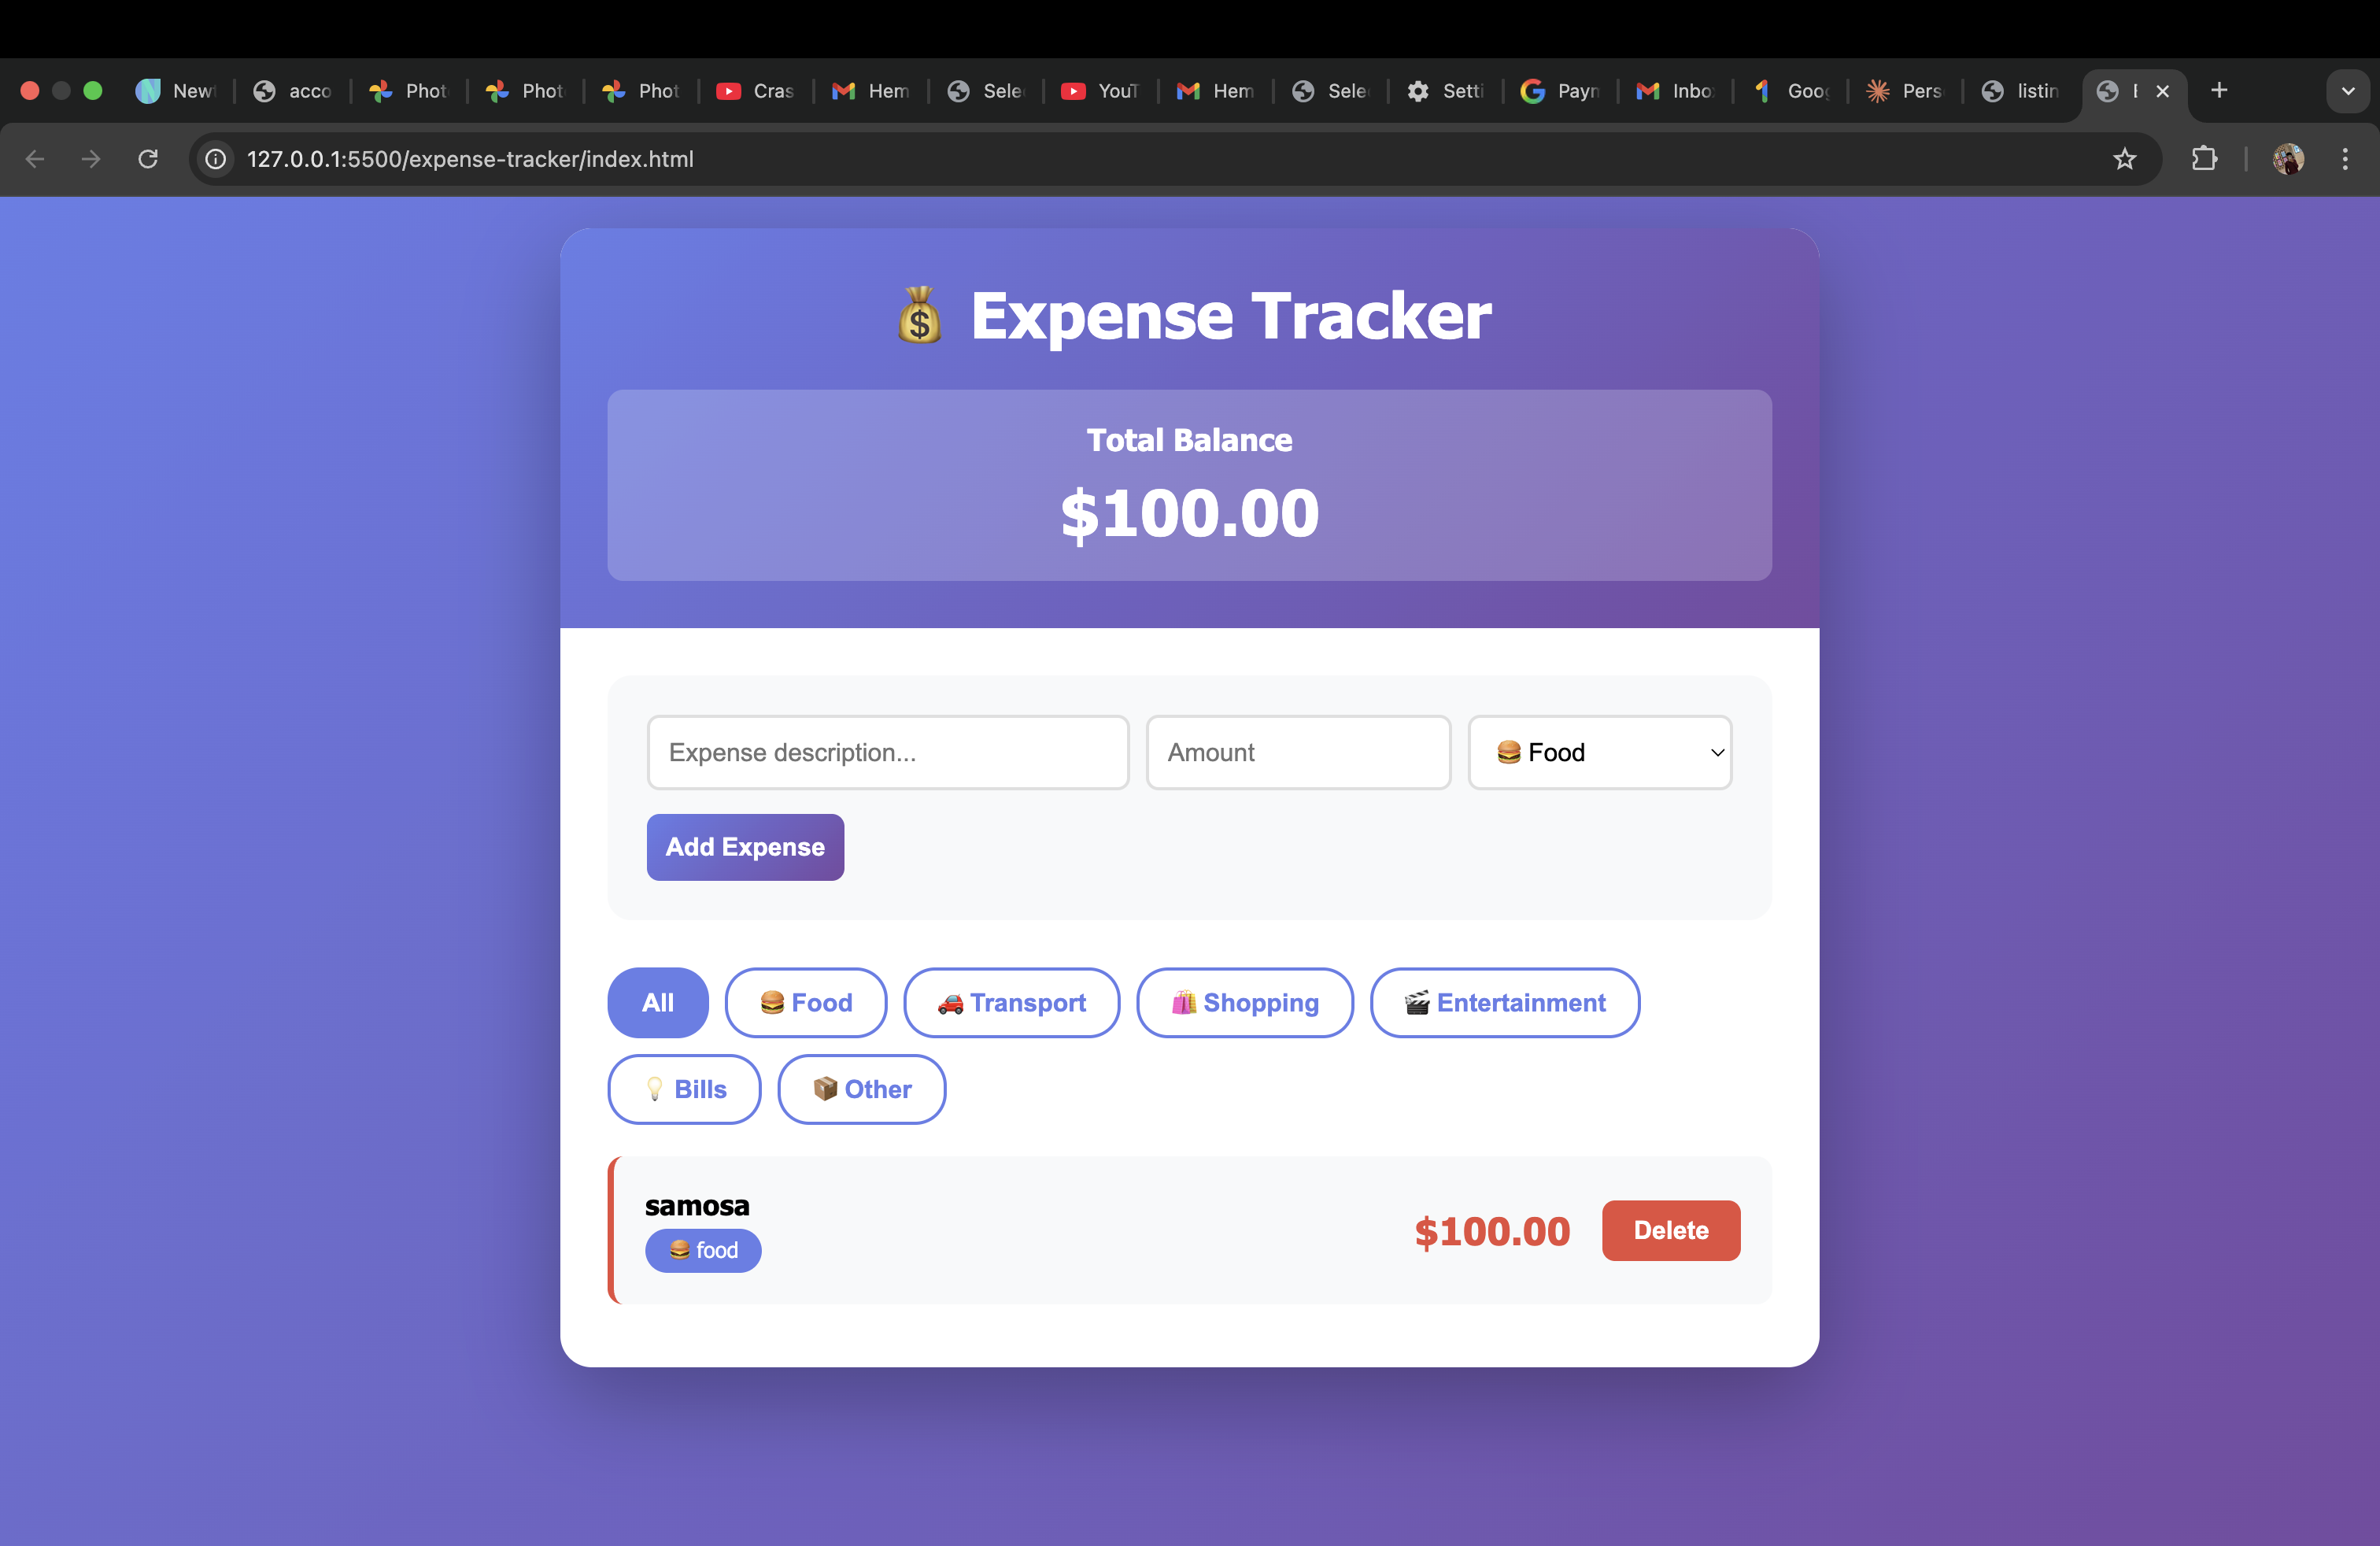 New
acco
Phot
Phot
Phot
Cras
Hem
Sele
YouT
Hem
Sele
Setti
Payn
Inbo
Goog
Pers
listin
127.0.0.1:5500/expense-tracker/index.html
💰 Expense Tracker
Total Balance
$100.00
Expense description...
Amount
🍔 Food
Add Expense
All
🍔 Food
🚗 Transport
🛍️ Shopping
🎬 Entertainment
💡 Bills
📦 Other
samosa
$100.00
Delete
🍔 food